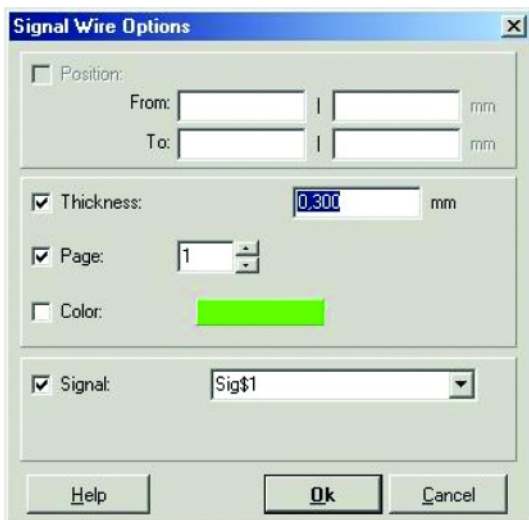 Signal Wire Options
Position:
From: | mm
To: | mm
Thickness: 0,300 mm
Page: 1
Color:
Signal: Sig$1
Help Ok Cancel